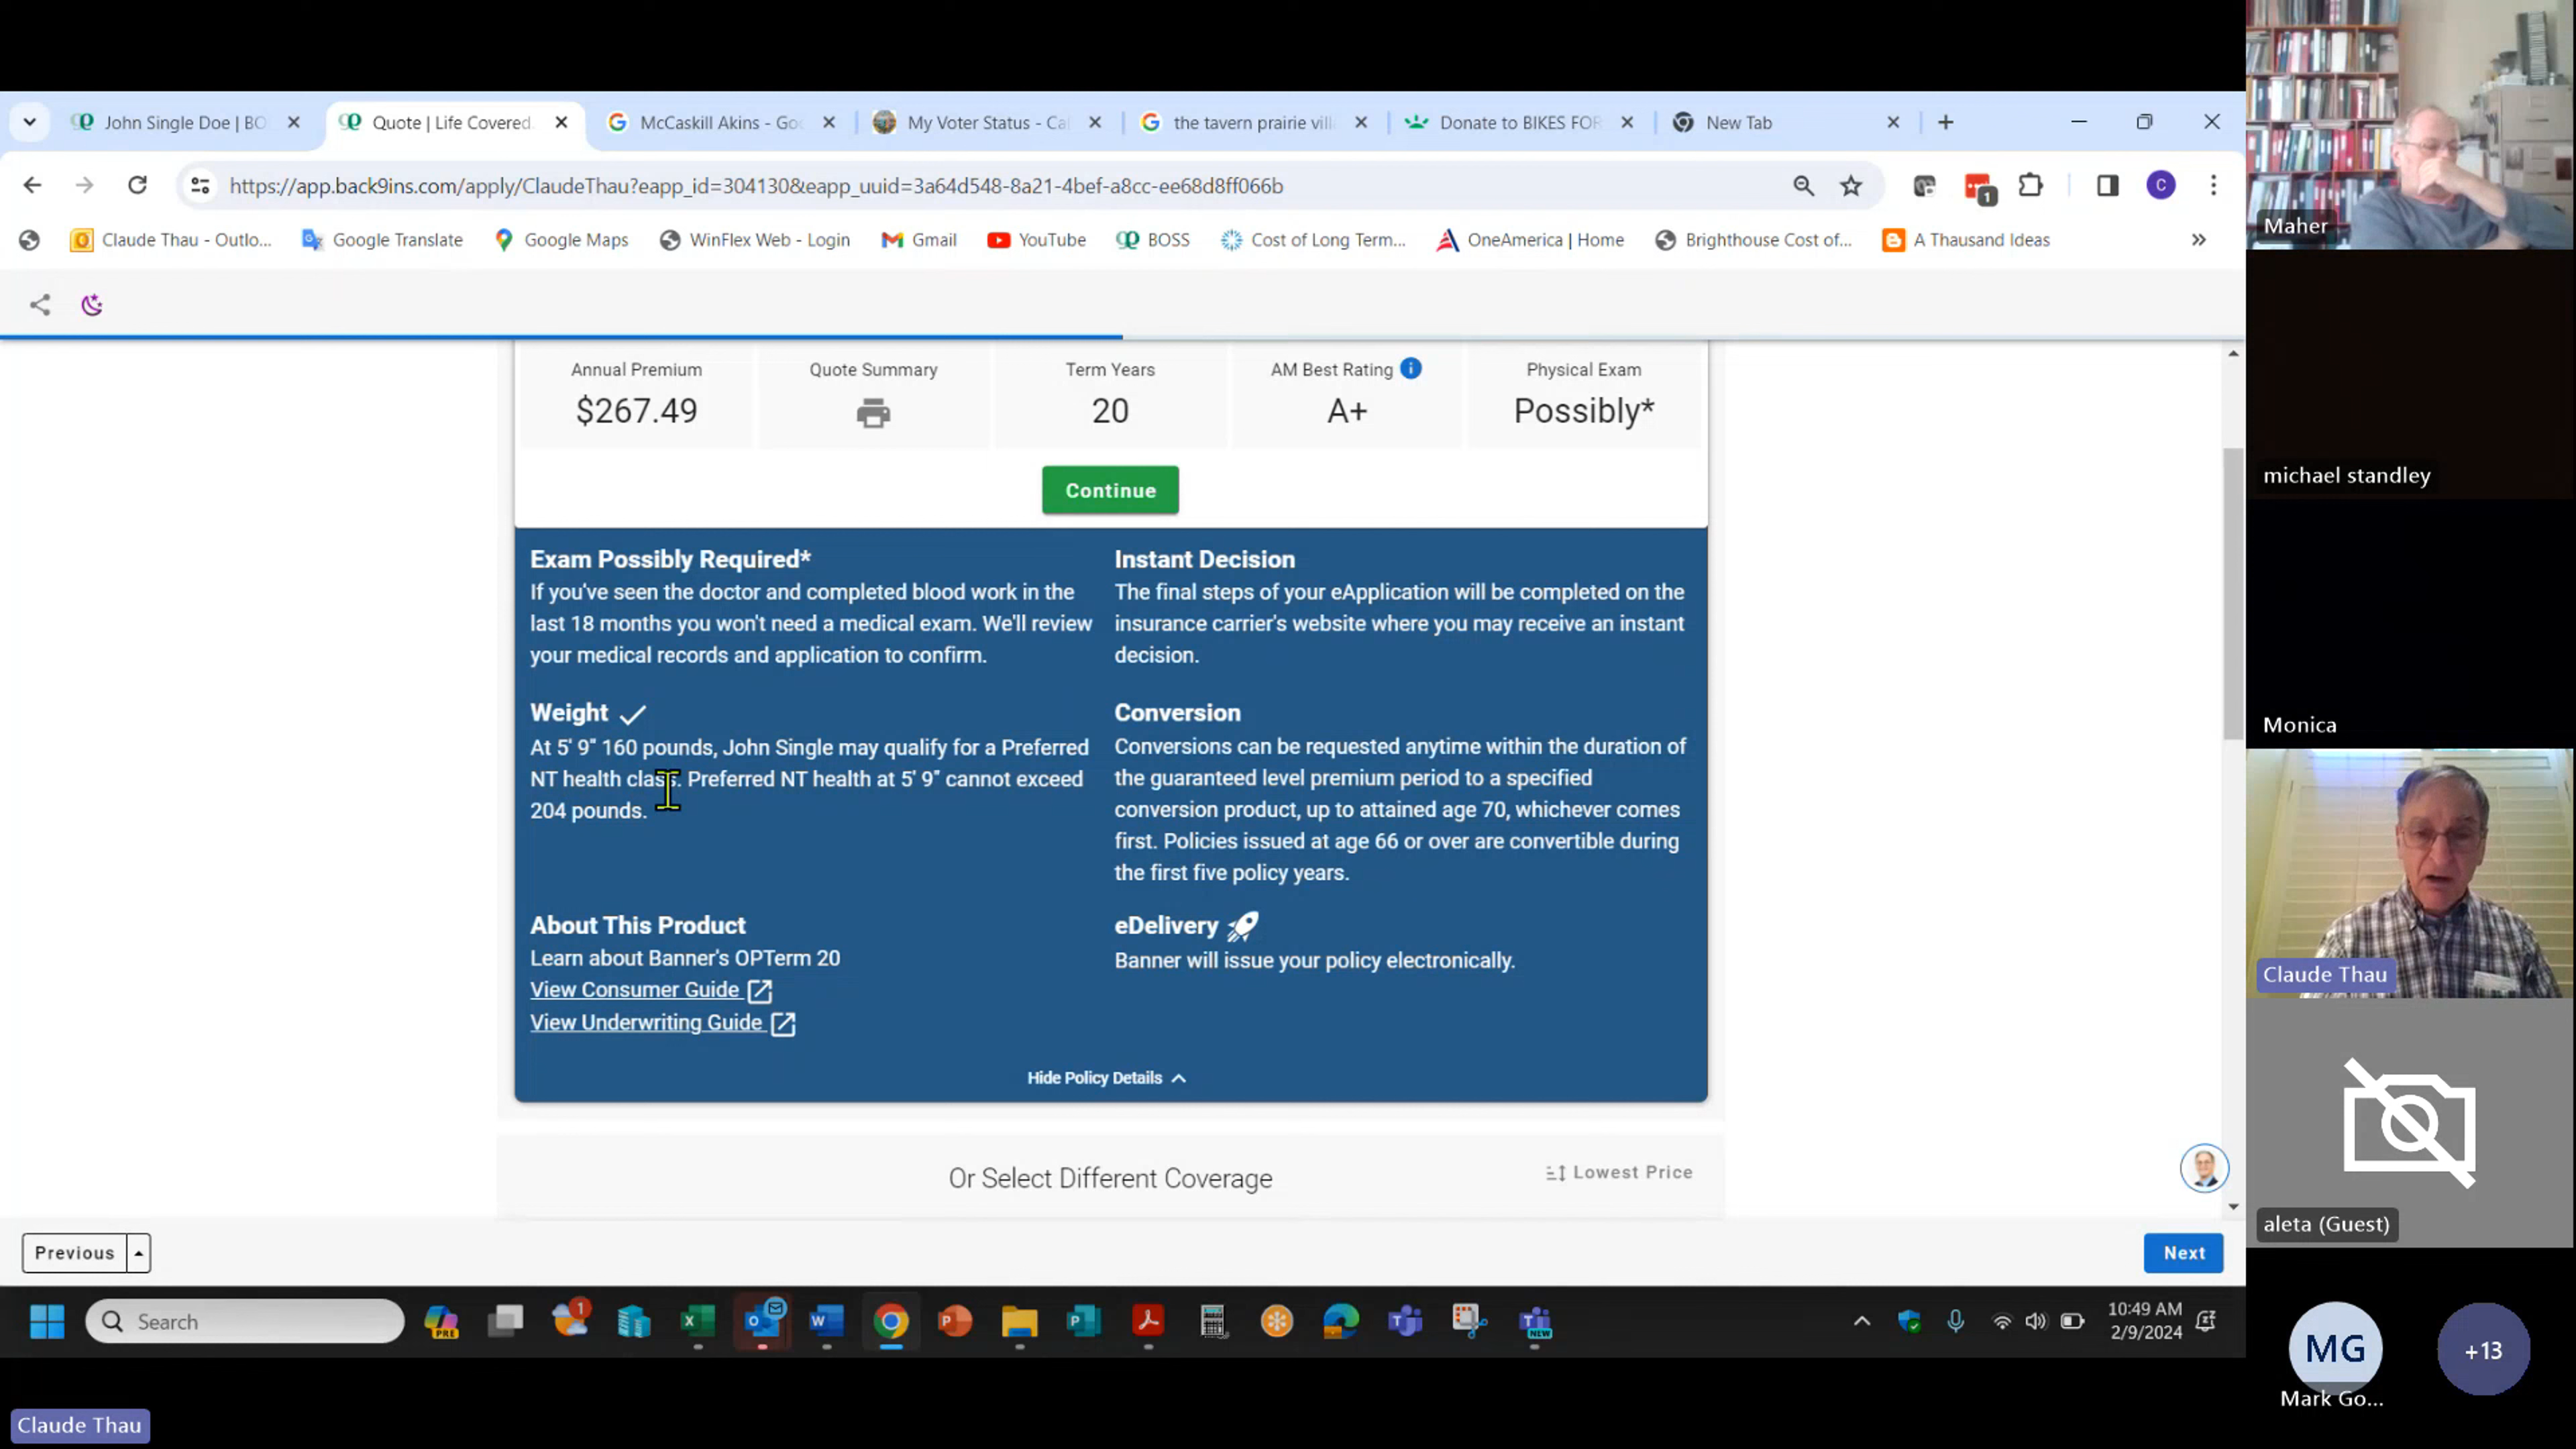 John Single Doe | BO
Quote | Life Covered.
McCaskill Akins - Goo
My Voter Status - Cal
the tavern prairie vill
Donate to BIKES FOR
New Tab
https://app.back9ins.com/apply/ClaudeThau?eapp_id=304130&eapp_uuid=3a64d548-8a21-4bef-a8cc-ee68d8ff066b
1
C
Claude Thau - Outlo...
Google Translate
Google Maps
WinFlex Web - Login
Gmail
YouTube
BOSS
Cost of Long Term...
OneAmerica | Home
Brighthouse Cost of...
A Thousand Ideas
»
Annual Premium
$267.49
Quote Summary
Term Years
20
AM Best Rating
A+
Physical Exam
Possibly*
Continue
Exam Possibly Required*
If you've seen the doctor and completed blood work in the
last 18 months you won't need a medical exam. We'll review
your medical records and application to confirm.
Instant Decision
The final steps of your eApplication will be completed on the
insurance carrier's website where you may receive an instant
decision.
Weight
At 5' 9" 160 pounds, John Single may qualify for a Preferred
NT health class. Preferred NT health at 5' 9" cannot exceed
204 pounds.
Conversion
Conversions can be requested anytime within the duration of
the guaranteed level premium period to a specified
conversion product, up to attained age 70, whichever comes
first. Policies issued at age 66 or over are convertible during
the first five policy years.
About This Product
Learn about Banner's OPTerm 20
View Consumer Guide
View Underwriting Guide
eDelivery
Banner will issue your policy electronically.
Hide Policy Details
Or Select Different Coverage
Lowest Price
Previous
Next
Search
PRE
1
NEW
10:49 AM
2/9/2024
Claude Thau
Maher
michael standley
Monica
Claude Thau
aleta (Guest)
MG
Mark Go...
+13